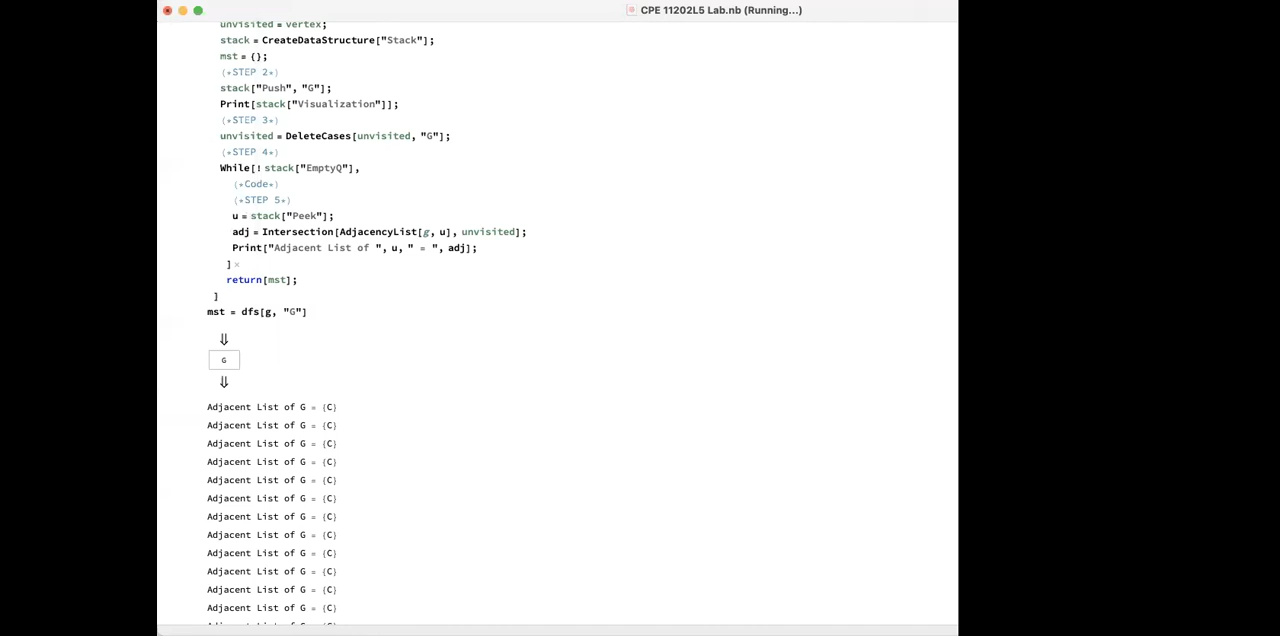 CPE 11202L5 Lab.nb (Running...)
unvisited = vertex;
stack = CreateDataStructure["Stack"];
mst = {};
(*STEP 2*)
stack["Push", "G"];
Print[stack["Visualization"]];
(*STEP 3*)
unvisited = DeleteCases[unvisited, "G"];
(*STEP 4*)
While[! stack["EmptyQ"],
(*Code*)
(*STEP 5*)
u = stack["Peek"];
adj = Intersection[AdjacencyList[g, u], unvisited];
Print["Adjacent List of ", u, " = ", adj];
] ×
return[mst];
]
mst = dfs[g, "G"]
⇓
G
⇓
Adjacent List of G = {C}
Adjacent List of G = {C}
Adjacent List of G = {C}
Adjacent List of G = {C}
Adjacent List of G = {C}
Adjacent List of G = {C}
Adjacent List of G = {C}
Adjacent List of G = {C}
Adjacent List of G = {C}
Adjacent List of G = {C}
Adjacent List of G = {C}
Adjacent List of G = {C}